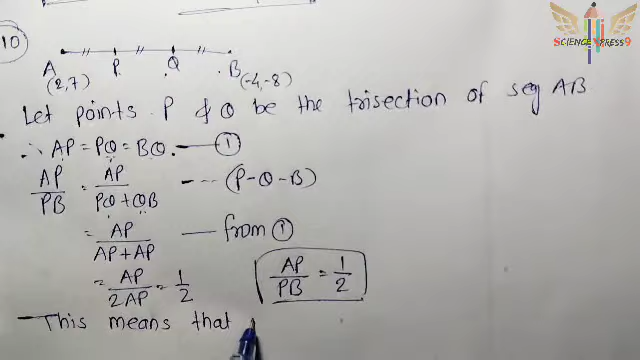 SCIENCE XPRESS9
10
A P Q B
(2,7) (-4,-8)
Let points P & Q be the trisection of seg AB
∴ AP = PQ = BQ. — ①
AP/PB = AP/PQ+QB --- (P-Q-B)
= AP/AP+AP — from ①
= AP/2AP = 1/2 AP/PB = 1/2
This means that